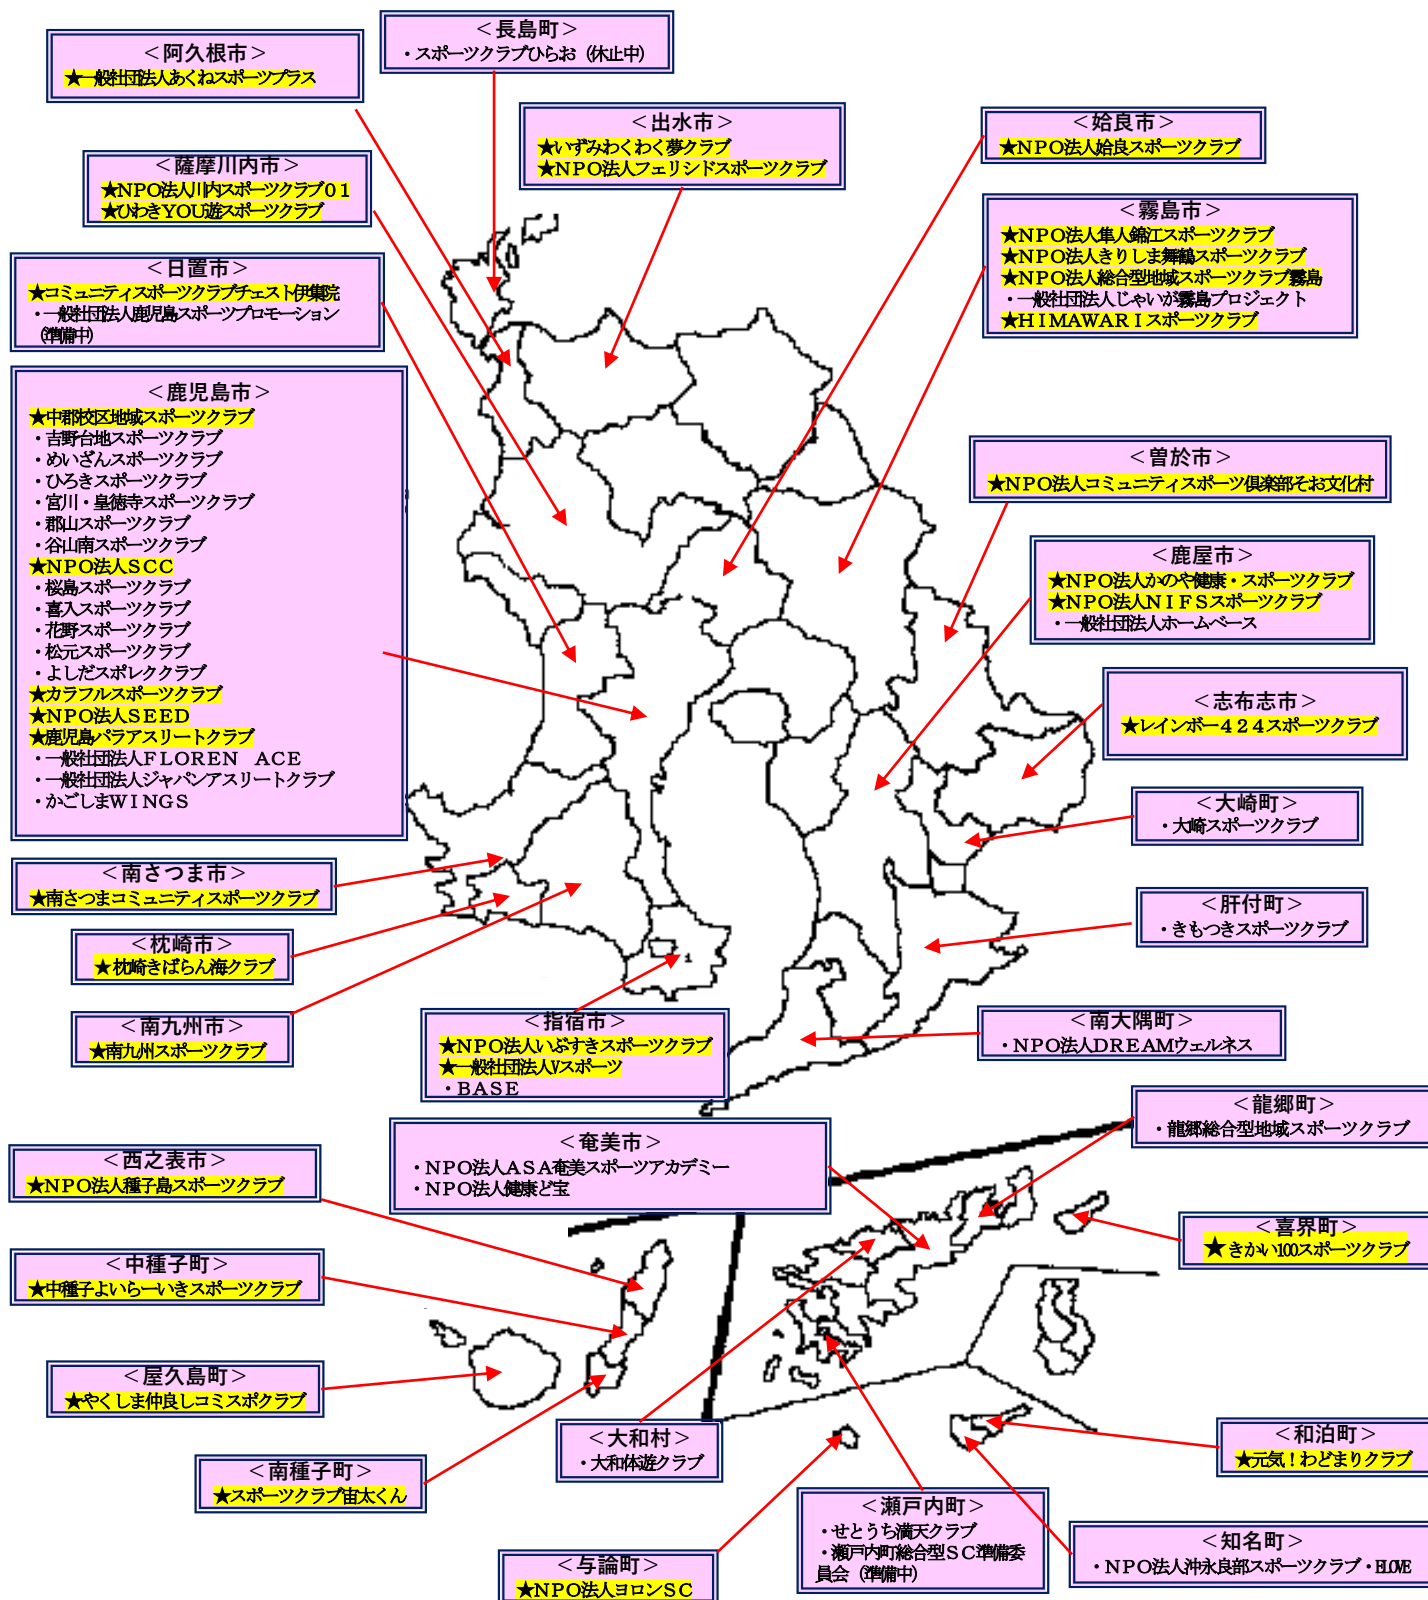 ＜長島町＞
・スポーツクラブひらお（休止中）
＜阿久根市＞
★一般社団法人あくねスポーツプラス
＜出水市＞
★いずみわくわく夢クラブ
★NPO法人フェリシドスポーツクラブ
＜姶良市＞
★NPO法人姶良スポーツクラブ
＜薩摩川内市＞
★NPO法人川内スポーツクラブ０１
★ひわきYOU遊スポーツクラブ
＜霧島市＞
★NPO法人隼人錦江スポーツクラブ
★NPO法人きりしま舞鶴スポーツクラブ
★NPO法人総合型地域スポーツクラブ霧島
・一般社団法人じゃいが霧島プロジェクト
★HIMAWARIスポーツクラブ
＜日置市＞
★コミュニティスポーツクラブチェスト伊集院
・一般社団法人鹿児島スポーツプロモーション
（準備中）
＜鹿児島市＞
★中郡校区地域スポーツクラブ
・吉野台地スポーツクラブ
・めいざんスポーツクラブ
・ひろきスポーツクラブ
・宮川・皇徳寺スポーツクラブ
・郡山スポーツクラブ
・谷山南スポーツクラブ
★NPO法人SCC
・桜島スポーツクラブ
・喜入スポーツクラブ
・花野スポーツクラブ
・松元スポーツクラブ
・よしだスポレククラブ
★カラフルスポーツクラブ
★NPO法人SEED
★鹿児島パラアスリートクラブ
・一般社団法人FLOREN　ACE
・一般社団法人ジャパンアスリートクラブ
・かごしまWINGS
＜曽於市＞
★NPO法人コミュニティスポーツ倶楽部そお文化村
＜鹿屋市＞
★NPO法人かのや健康・スポーツクラブ
★NPO法人NIFSスポーツクラブ
・一般社団法人ホームベース
＜志布志市＞
★レインボー４２４スポーツクラブ
＜大崎町＞
・大崎スポーツクラブ
＜南さつま市＞
★南さつまコミュニティスポーツクラブ
＜肝付町＞
・きもつきスポーツクラブ
＜枕崎市＞
★枕崎きばらん海クラブ
＜南九州市＞
★南九州スポーツクラブ
＜指宿市＞
★NPO法人いぶすきスポーツクラブ
★一般社団法人Vスポーツ
・BASE
＜南大隅町＞
・NPO法人DREAMウェルネス
＜龍郷町＞
・龍郷総合型地域スポーツクラブ
＜奄美市＞
・NPO法人ASA奄美スポーツアカデミー
・NPO法人健康ど宝
＜西之表市＞
★NPO法人種子島スポーツクラブ
＜喜界町＞
★きかい100スポーツクラブ
＜中種子町＞
★中種子よいらーいきスポーツクラブ
＜屋久島町＞
★やくしま仲良しコミスポクラブ
＜大和村＞
・大和体遊クラブ
＜和泊町＞
★元気！わどまりクラブ
＜南種子町＞
★スポーツクラブ宙太くん
＜瀬戸内町＞
・せとうち満天クラブ
・瀬戸内町総合型SC準備委
員会（準備中）
＜知名町＞
・NPO法人沖永良部スポーツクラブ・ELOVE
＜与論町＞
★NPO法人ヨロンSC